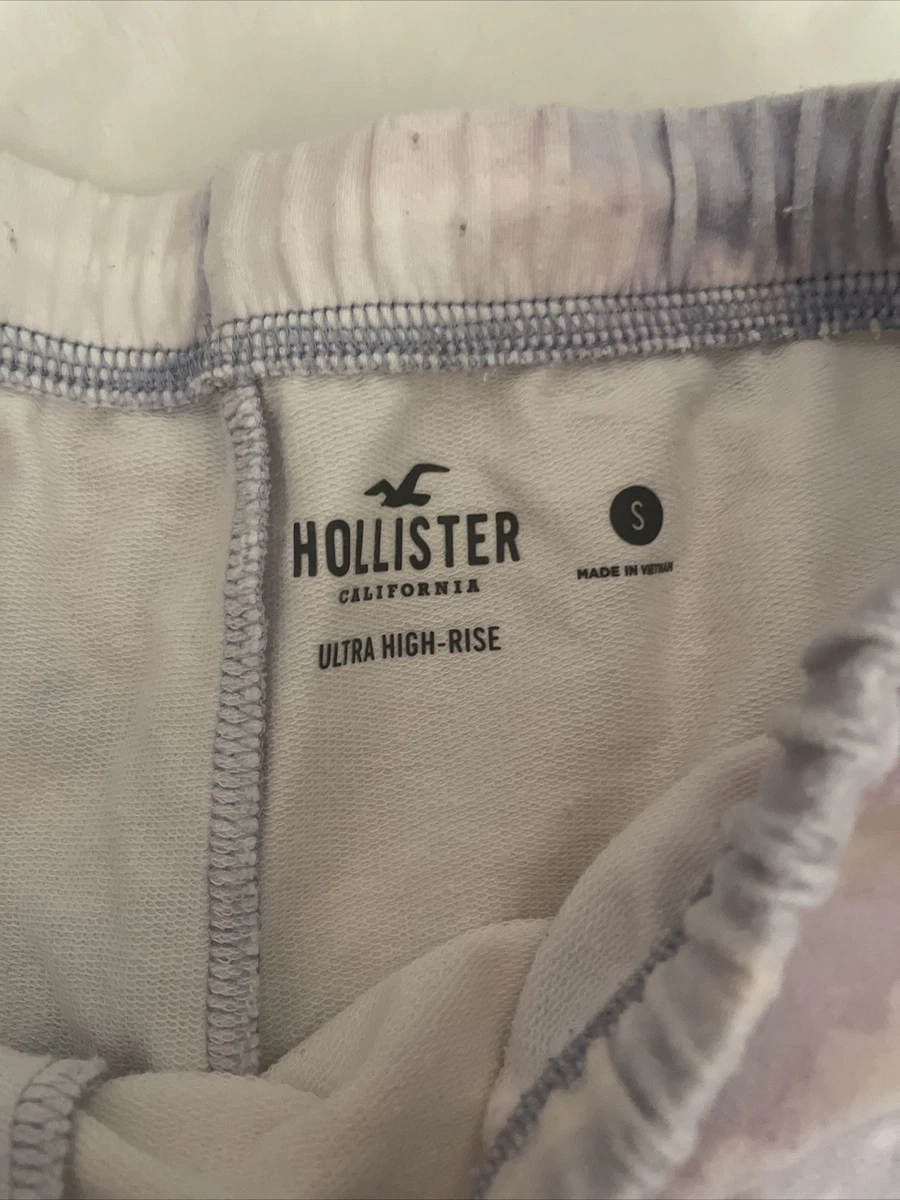 HOLLISTER
CALIFORNIA
ULTRA HIGH-RISE
S
MADE IN VIETNAM